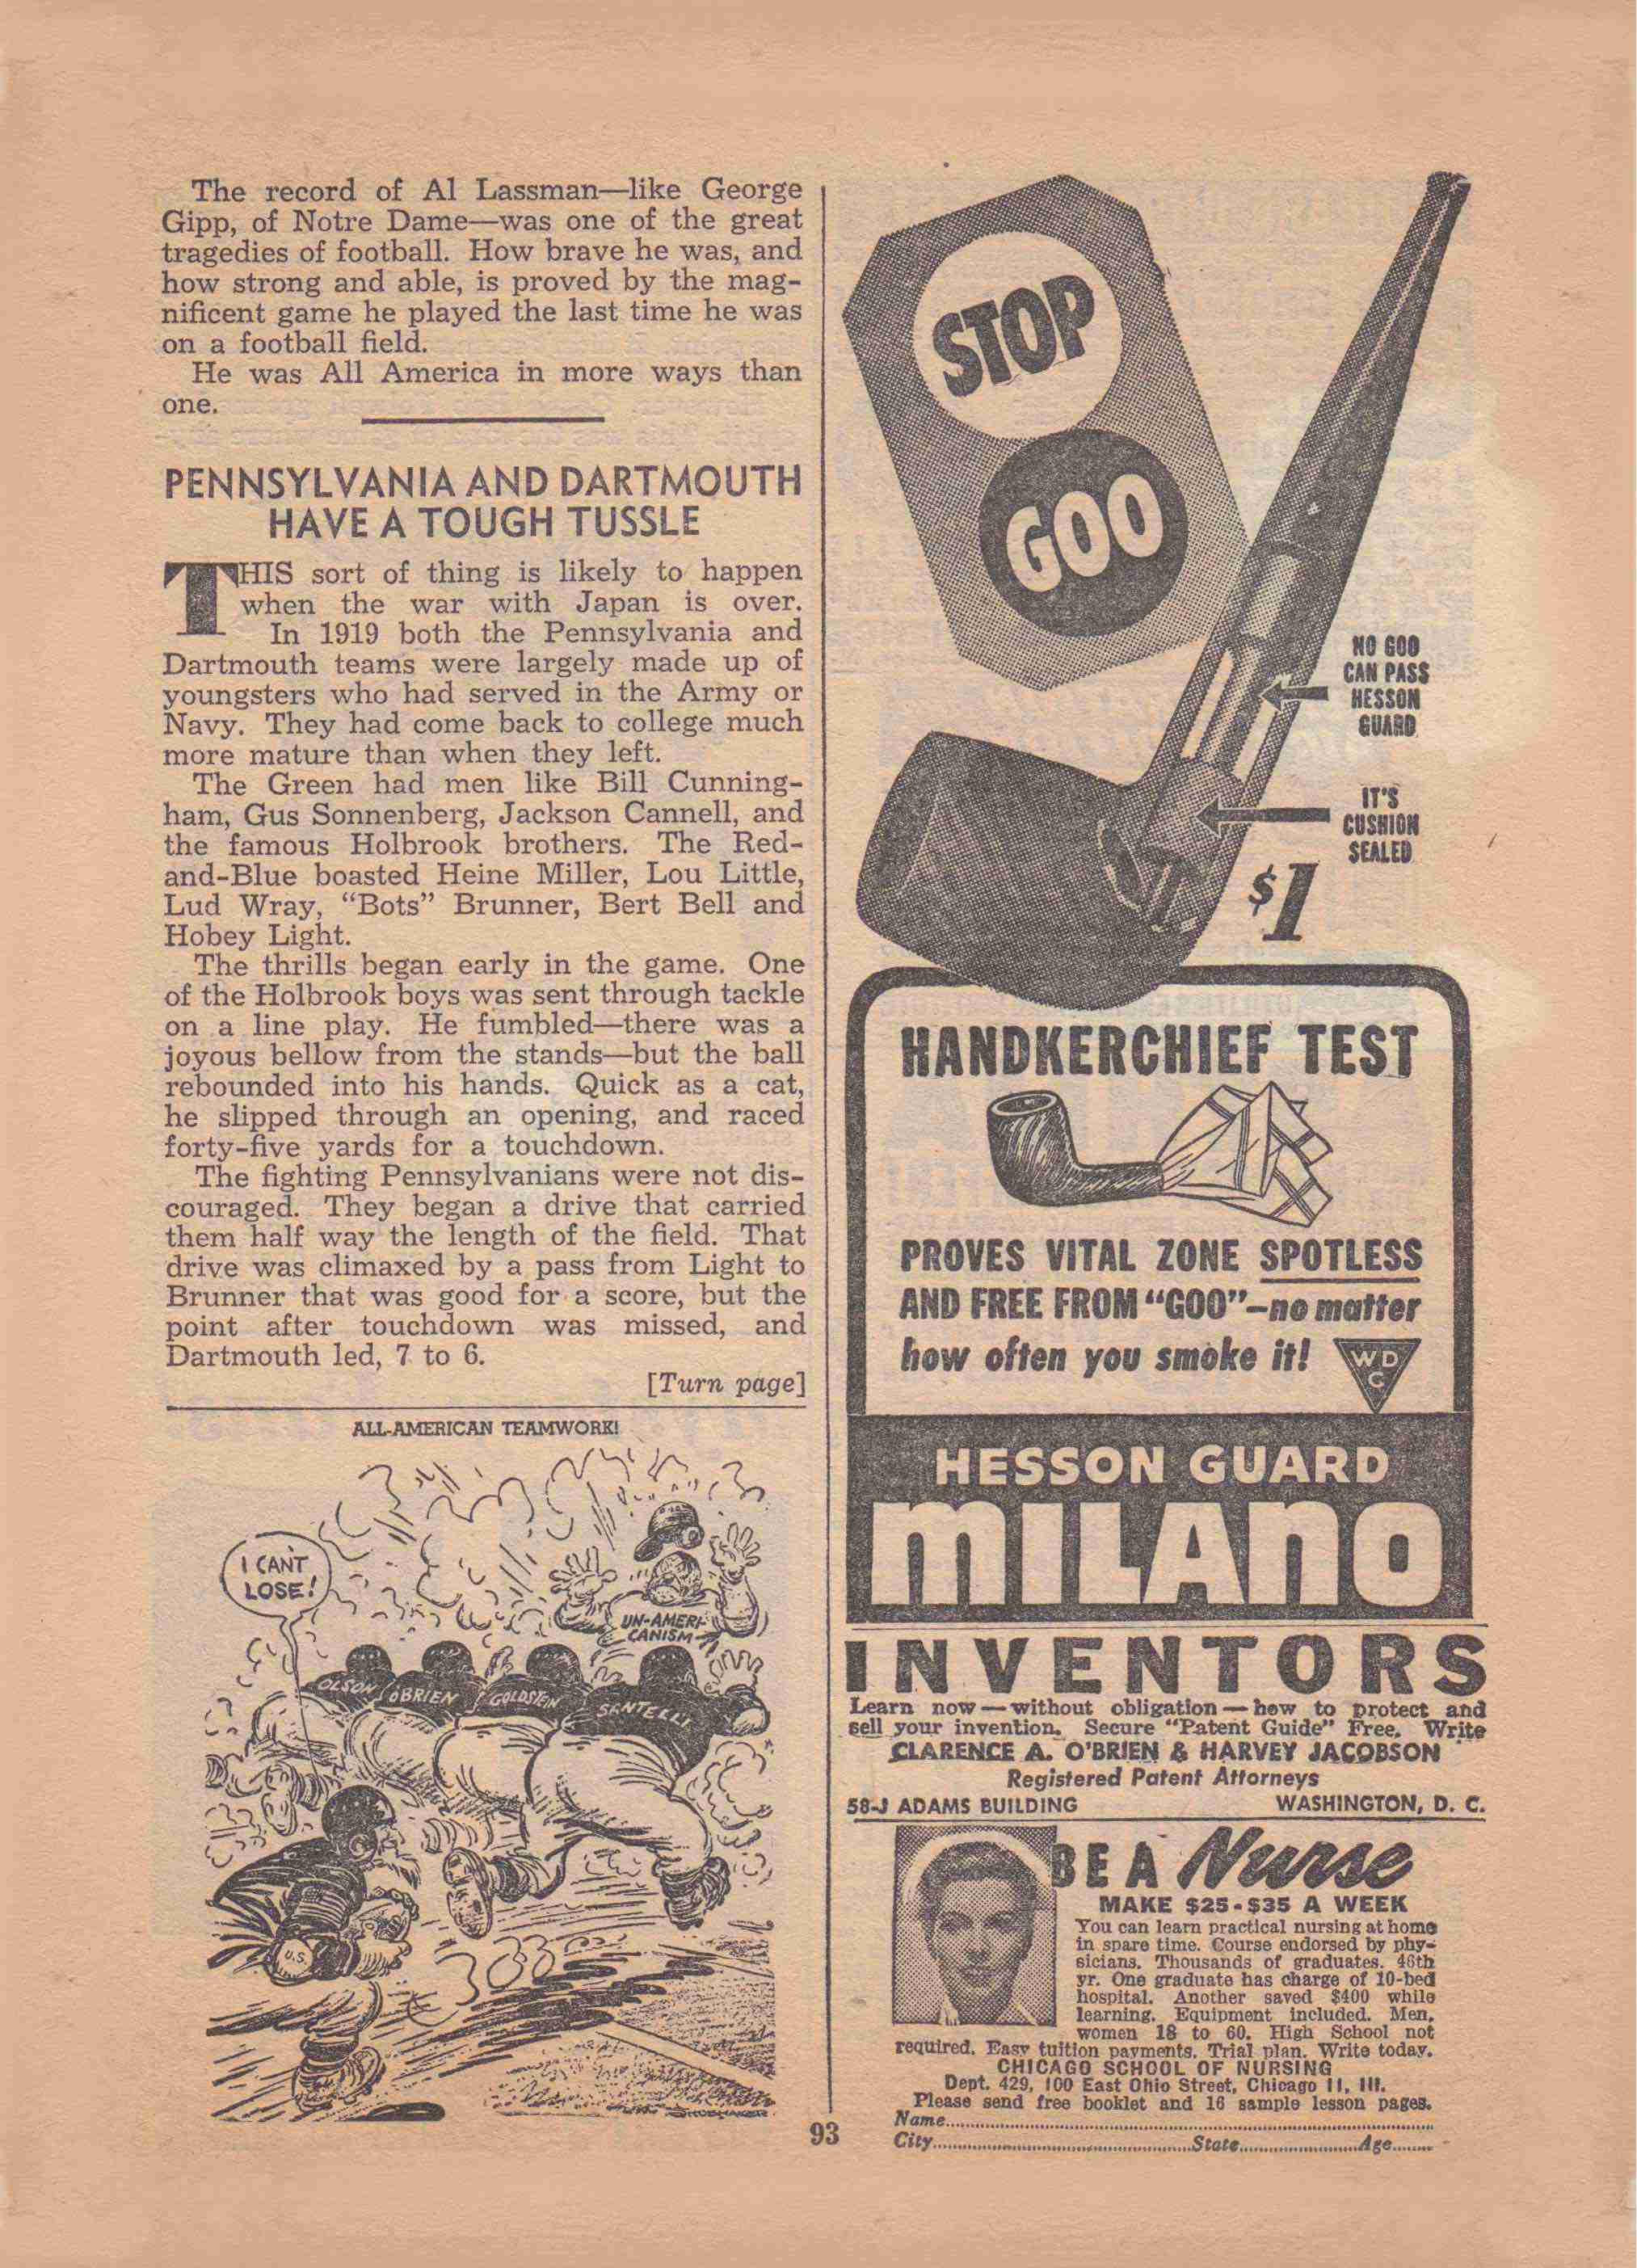 The record of Al Lassman—like George
Gipp, of Notre Dame—was one of the great
tragedies of football. How brave he was, and
how strong and able, is proved by the mag-
nificent game he played the last time he was
on a football field.
He was All America in more ways than
one.
PENNSYLVANIA AND DARTMOUTH
HAVE A TOUGH TUSSLE
THIS sort of thing is likely to happen
when the war with Japan is over.
In 1919 both the Pennsylvania and
Dartmouth teams were largely made up of
youngsters who had served in the Army or
Navy. They had come back to college much
more mature than when they left.
The Green had men like Bill Cunning-
ham, Gus Sonnenberg, Jackson Cannell, and
the famous Holbrook brothers. The Red-
and-Blue boasted Heine Miller, Lou Little,
Lud Wray, “Bots” Brunner, Bert Bell and
Hobey Light.
The thrills began early in the game. One
of the Holbrook boys was sent through tackle
on a line play. He fumbled—there was a
joyous bellow from the stands—but the ball
rebounded into his hands. Quick as a cat,
he slipped through an opening, and raced
forty-five yards for a touchdown.
The fighting Pennsylvanians were not dis-
couraged. They began a drive that carried
them half way the length of the field. That
drive was climaxed by a pass from Light to
Brunner that was good for a score, but the
point after touchdown was missed, and
Dartmouth led, 7 to 6.
[Turn page]
ALL-AMERICAN TEAMWORK!
I CAN'T
LOSE!
UN-AMERI-
CANISM
OLSON
O'BRIEN
GOLDSTEIN
SANTELLI
U.S.
SHOEMAKER
93
STOP
GOO
NO GOO
CAN PASS
HESSON
GUARD
IT'S
CUSHION
SEALED
$1
HANDKERCHIEF TEST
PROVES VITAL ZONE SPOTLESS
AND FREE FROM “GOO”—no matter
how often you smoke it!
WDG
HESSON GUARD
MILANO
INVENTORS
Learn now—without obligation—how to protect and
sell your invention. Secure “Patent Guide” Free. Write
CLARENCE A. O'BRIEN & HARVEY JACOBSON
Registered Patent Attorneys
58-J ADAMS BUILDING WASHINGTON, D. C.
BE A Nurse
MAKE $25-$35 A WEEK
You can learn practical nursing at home
in spare time. Course endorsed by phy-
sicians. Thousands of graduates. 46th
yr. One graduate has charge of 10-bed
hospital. Another saved $400 while
learning. Equipment included. Men,
women 18 to 60. High School not
required. Easy tuition payments. Trial plan. Write today.
CHICAGO SCHOOL OF NURSING
Dept. 429, 100 East Ohio Street, Chicago 11, Ill.
Please send free booklet and 16 sample lesson pages.
Name
City State Age